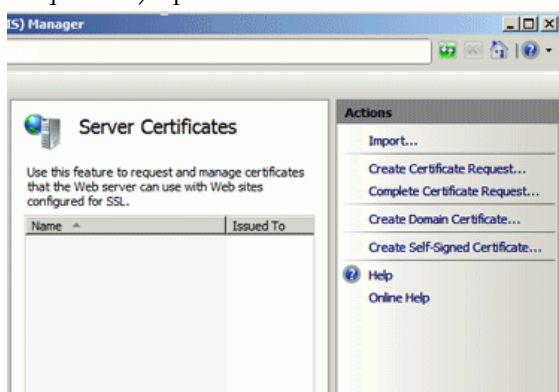 IS) Manager
Server Certificates
Use this feature to request and manage certificates
that the Web server can use with Web sites
configured for SSL.
Name
Issued To
Actions
Import...
Create Certificate Request...
Complete Certificate Request...
Create Domain Certificate...
Create Self-Signed Certificate...
Help
Online Help